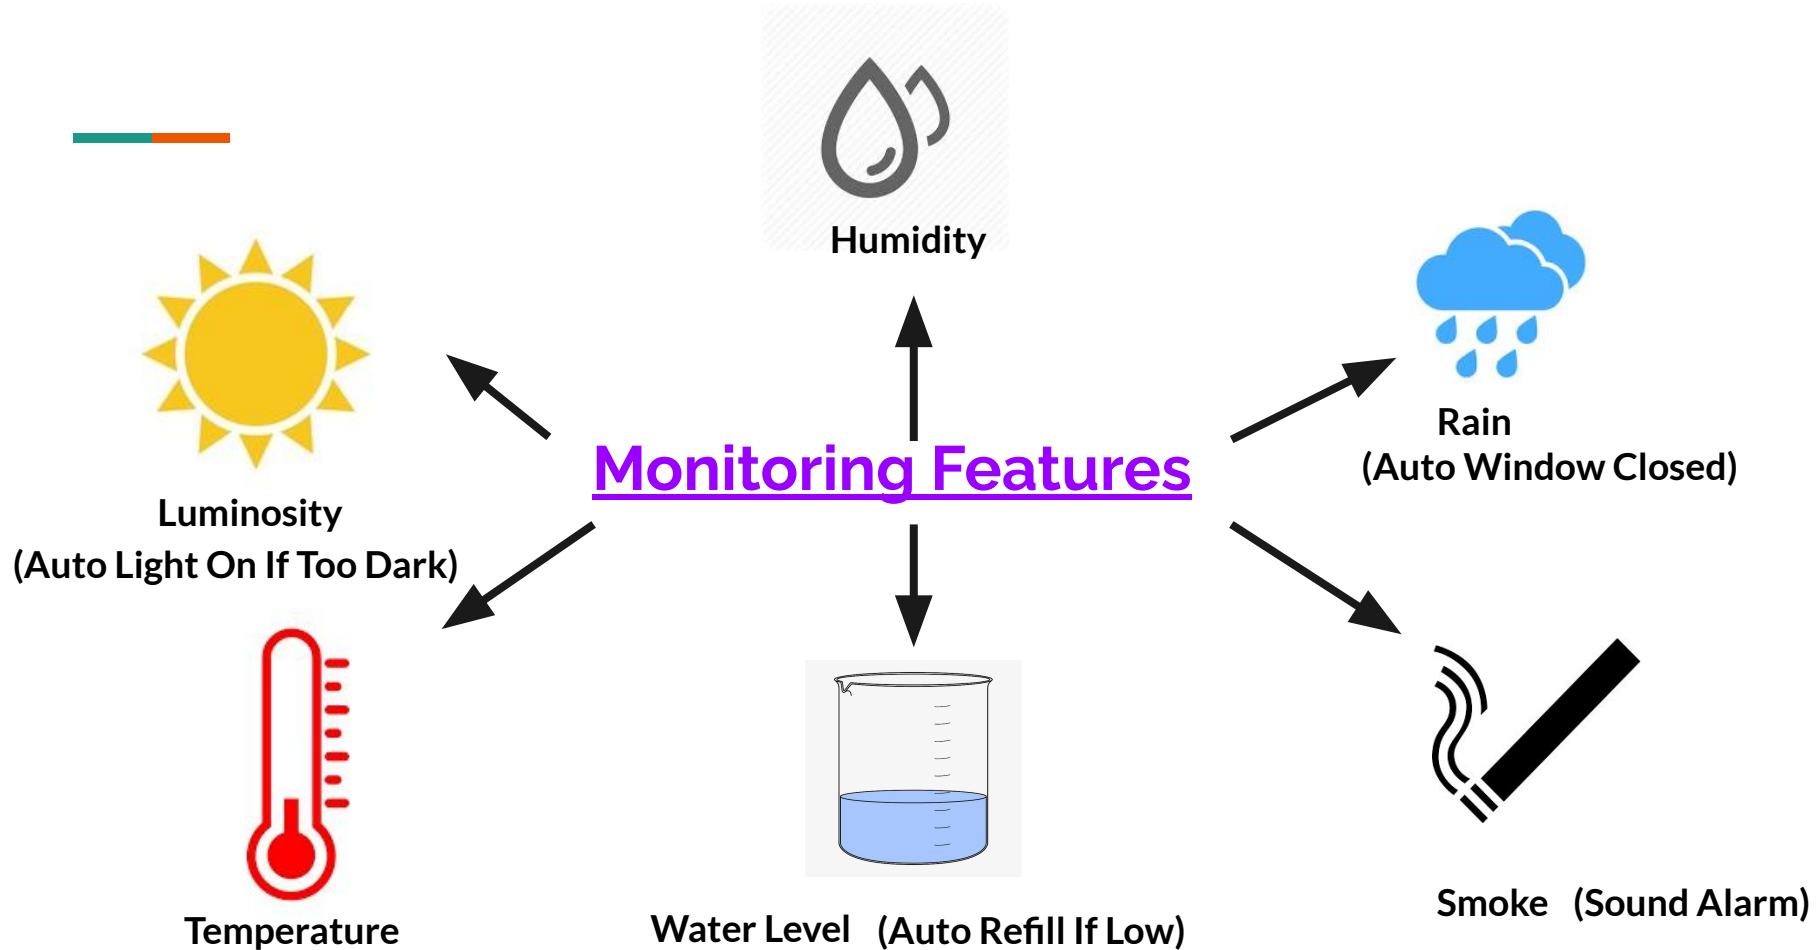 Humidity
Rain
(Auto Window Closed)
Monitoring Features
Luminosity
(Auto Light On If Too Dark)
Temperature
Water Level (Auto Refill If Low)
Smoke (Sound Alarm)